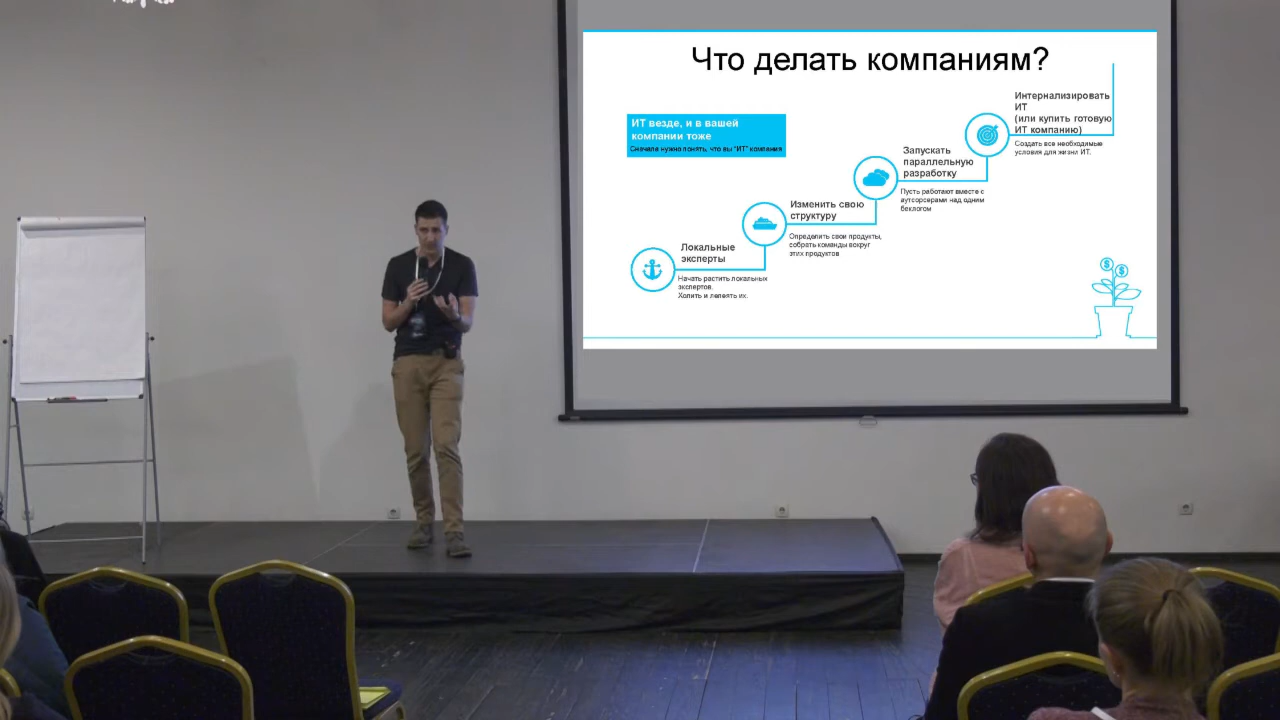 Что делать компаниям?
ИТ везде, и в вашей
компании тоже
Сначала нужно понять, что вы "ИТ" компания
Интернализировать
ИТ
(или купить готовую
ИТ компанию)
Создать все необходимые
условия для жизни ИТ.
Запускать
параллельную
разработку
Пусть работают вместе с
аутсорсерами над одним
беклогом
Изменить свою
структуру
Определить свои продукты,
собрать команды вокруг
этих продуктов
Локальные
эксперты
Начать растить локальных
экспертов.
Холить и лелеять их.
$
$